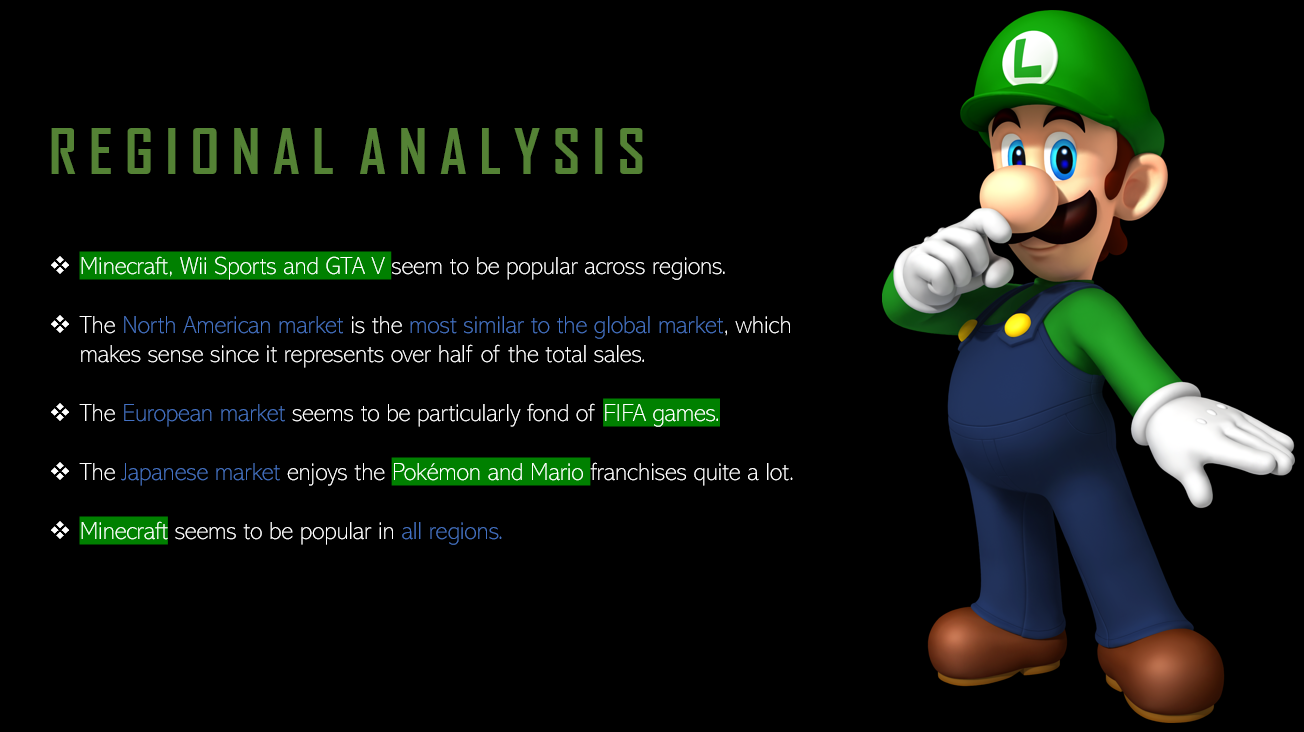 L
REGIONAL ANALYSIS
❖ Minecraft, Wii Sports and GTA V seem to be popular across regions.
❖ The North American market is the most similar to the global market, which
makes sense since it represents over half of the total sales.
❖ The European market seems to be particularly fond of FIFA games.
❖ The Japanese market enjoys the Pokémon and Mario franchises quite a lot.
❖ Minecraft seems to be popular in all regions.